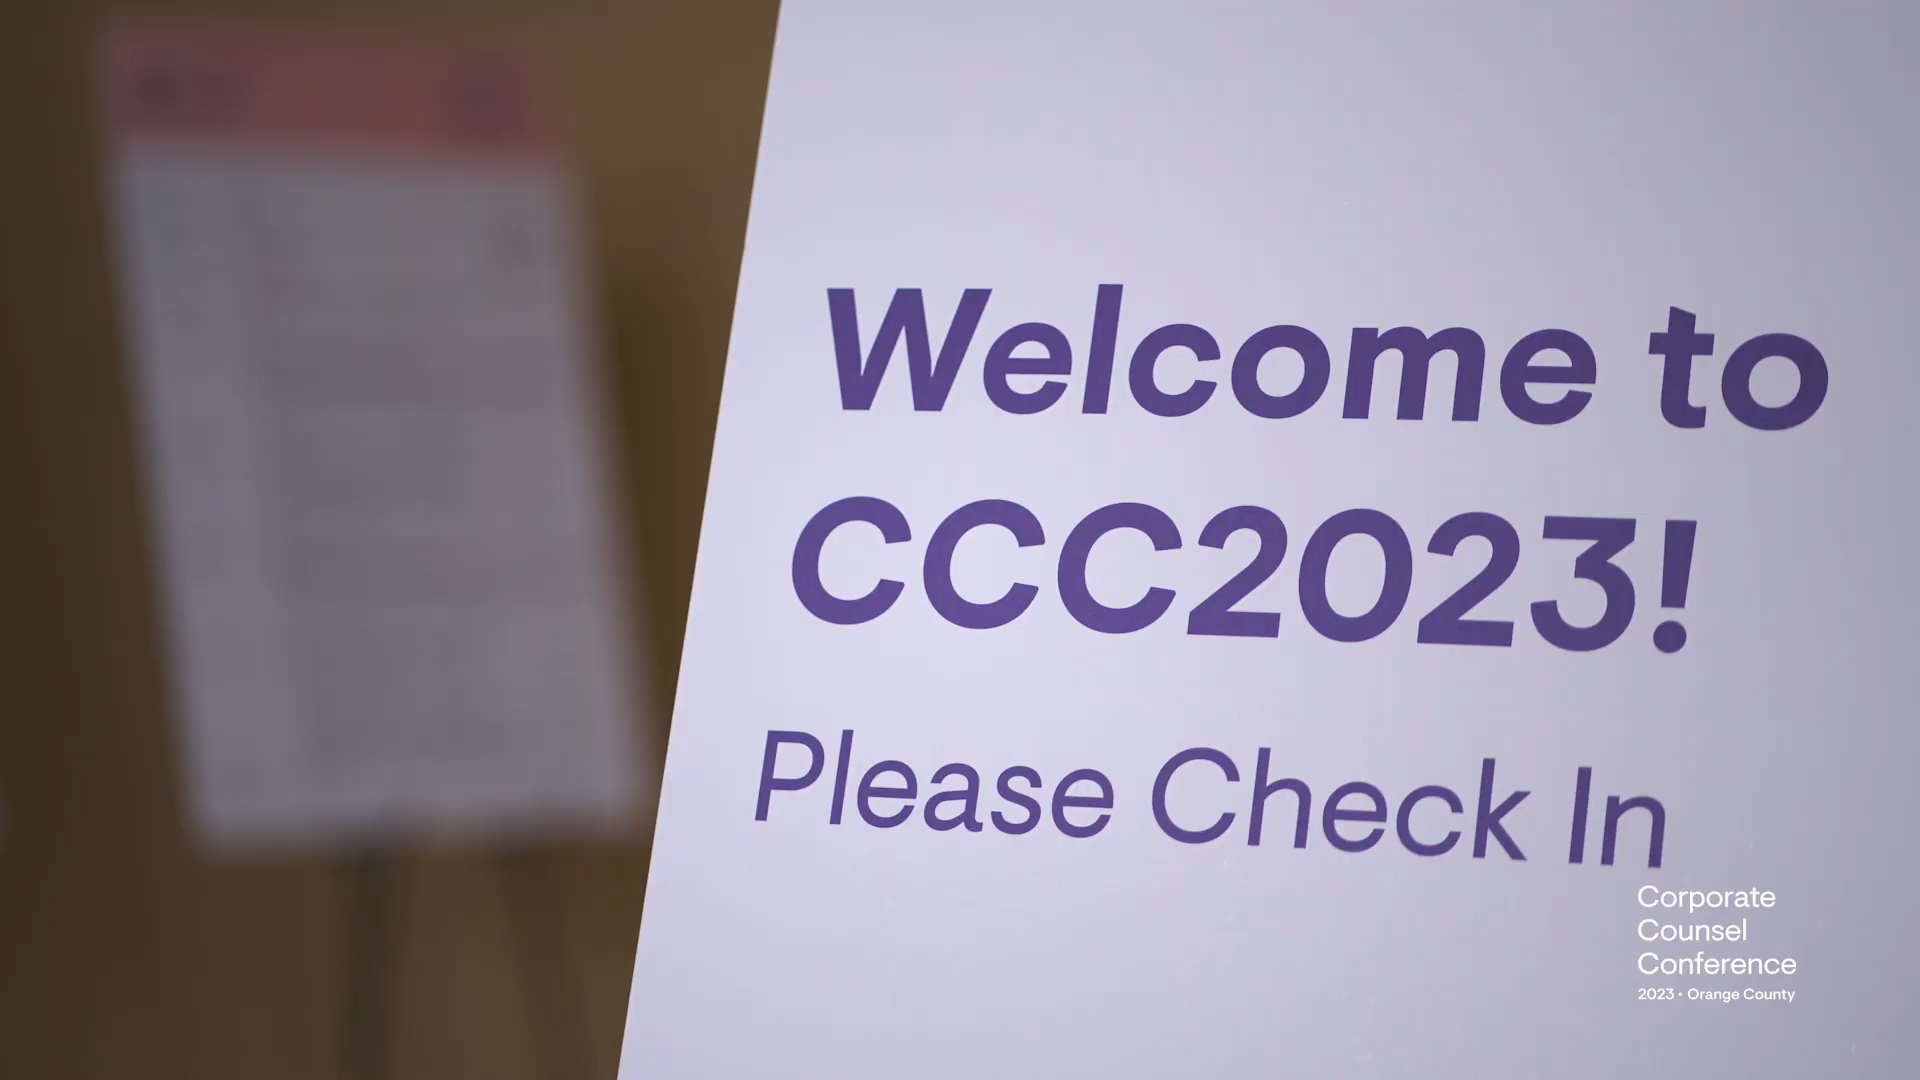 Welcome to
CCC2023!
Please Check In
Corporate
Counsel
Conference
2023 • Orange County